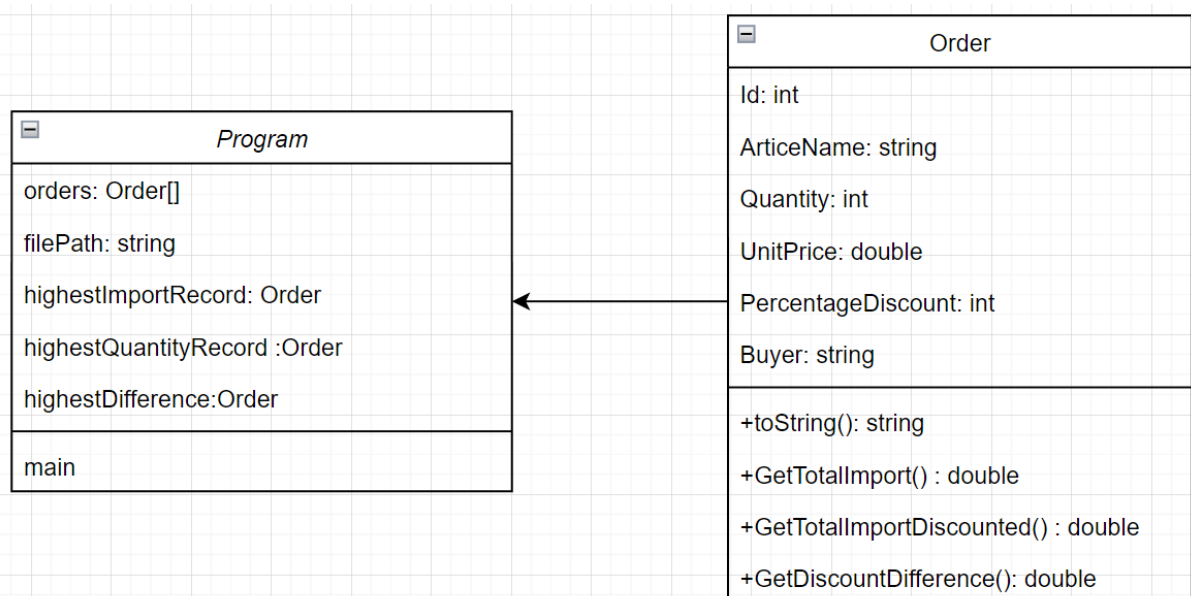 Program
orders: Order[]
filePath: string
highestImportRecord: Order
highestQuantityRecord :Order
highestDifference:Order
main
Order
Id: int
ArticeName: string
Quantity: int
UnitPrice: double
PercentageDiscount: int
Buyer: string
+toString(): string
+GetTotalImport() : double
+GetTotalImportDiscounted() : double
+GetDiscountDifference(): double